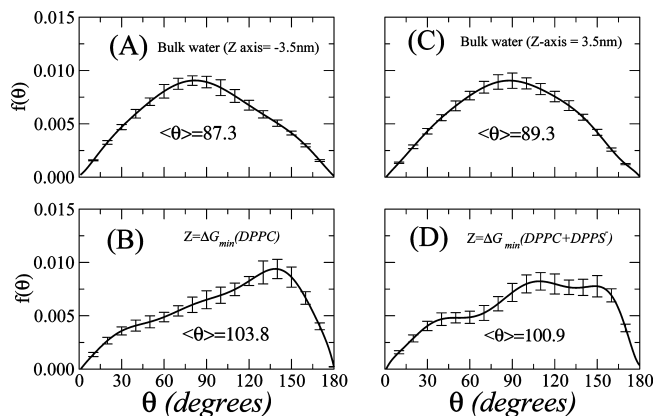 0.015
(A)
Bulk water (Z axis= -3.5nm)
0.010
f(θ)
0.005
<θ>=87.3
0.000
(C)
Bulk water (Z-axis = 3.5nm)
<θ>=89.3
0.015
(B)
Z=ΔG_min(DPPC)
0.010
f(θ)
0.005
<θ>=103.8
0.000
0 30 60 90 120 150 180
θ (degrees)
(D)
Z=ΔG_min(DPPC+DPPS⁻)
<θ>=100.9
0 30 60 90 120 150 180
θ (degrees)